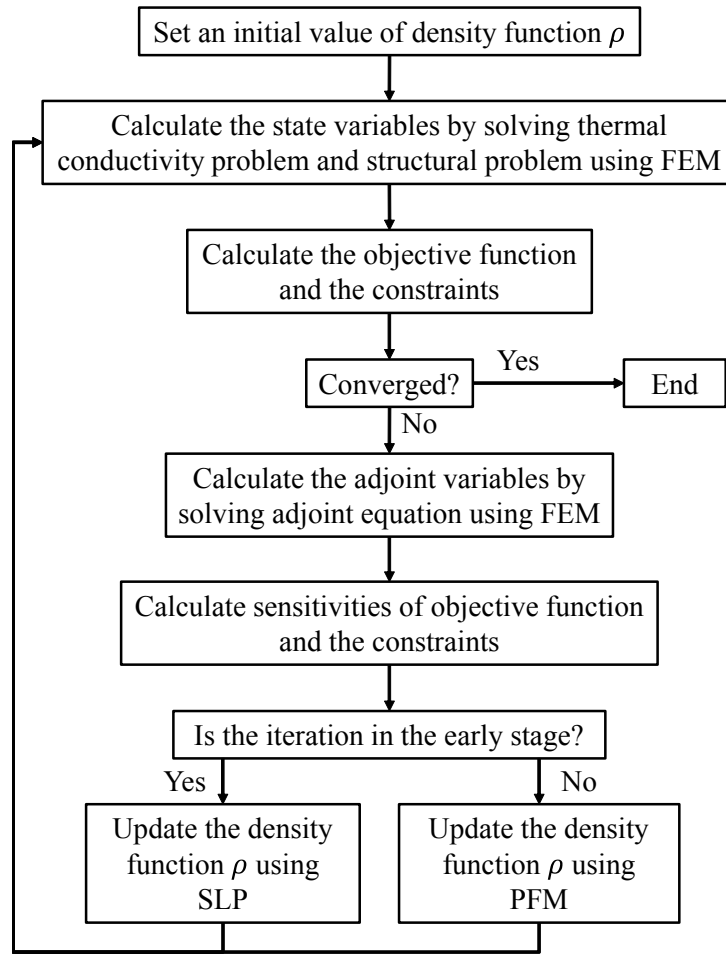 Set an initial value of density function ρ
Calculate the state variables by solving thermal
conductivity problem and structural problem using FEM
Calculate the objective function
and the constraints
Converged?
Yes
End
No
Calculate the adjoint variables by
solving adjoint equation using FEM
Calculate sensitivities of objective function
and the constraints
Is the iteration in the early stage?
Yes
No
Update the density
function ρ using
SLP
Update the density
function ρ using
PFM